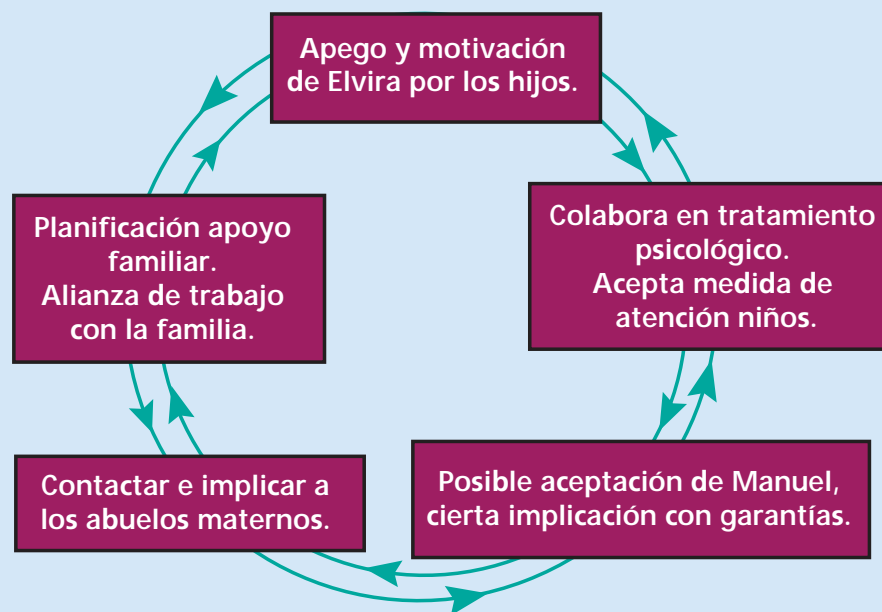 Apego y motivación
de Elvira por los hijos.
Planificación apoyo
familiar.
Alianza de trabajo
con la familia.
Colabora en tratamiento
psicológico.
Acepta medida de
atención niños.
Contactar e implicar a
los abuelos maternos.
Posible aceptación de Manuel,
cierta implicación con garantías.